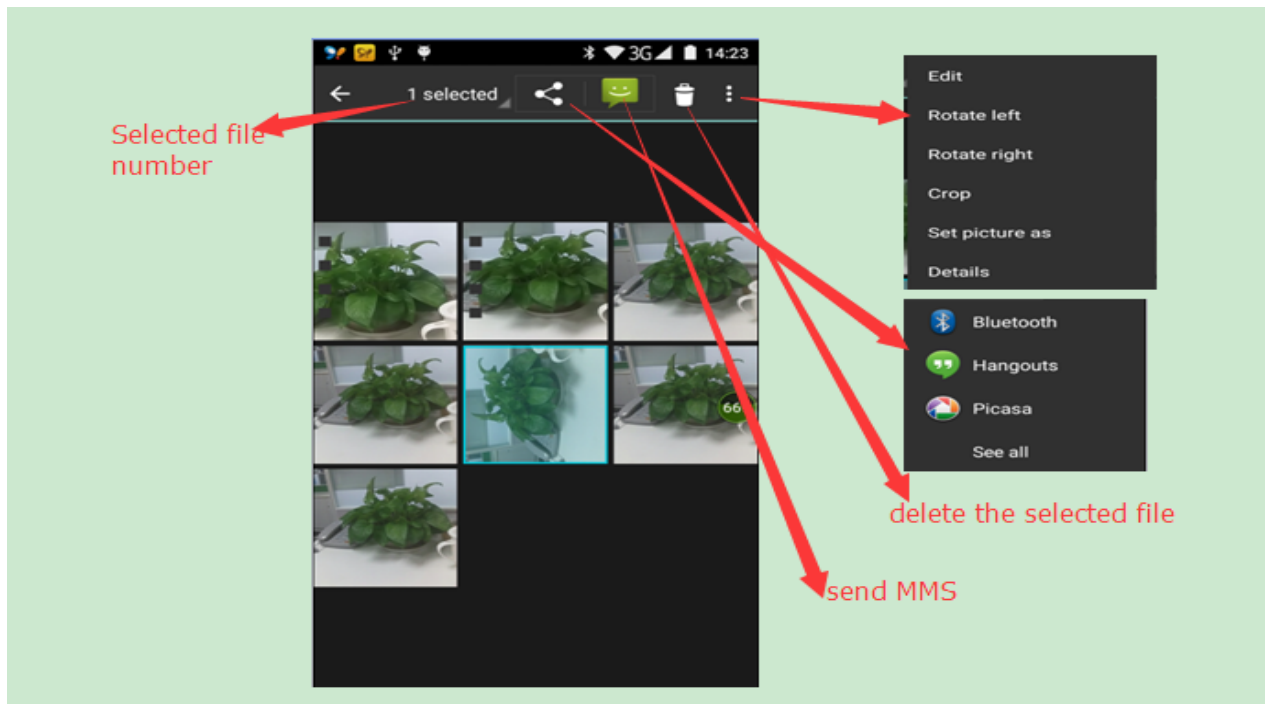 3G 14:23
1 selected
Selected file
number
Edit
Rotate left
Rotate right
Crop
Set picture as
Details
Bluetooth
Hangouts
Picasa
See all
66
delete the selected file
send MMS